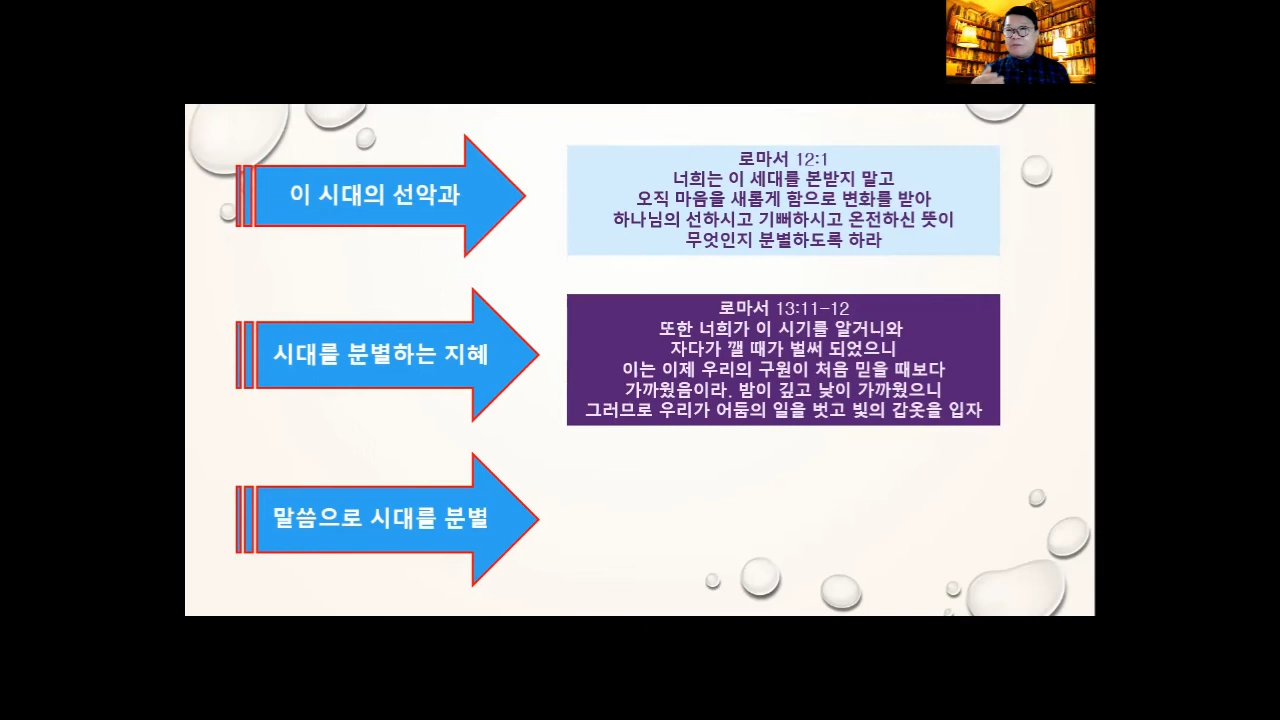 이 시대의 선악과
로마서 12:1
너희는 이 세대를 본받지 말고
오직 마음을 새롭게 함으로 변화를 받아
하나님의 선하시고 기뻐하시고 온전하신 뜻이
무엇인지 분별하도록 하라
시대를 분별하는 지혜
로마서 13:11-12
또한 너희가 이 시기를 알거니와
자다가 깰 때가 벌써 되었으니
이는 이제 우리의 구원이 처음 믿을 때보다
가까웠음이라. 밤이 깊고 낮이 가까웠으니
그러므로 우리가 어둠의 일을 벗고 빛의 갑옷을 입자
말씀으로 시대를 분별